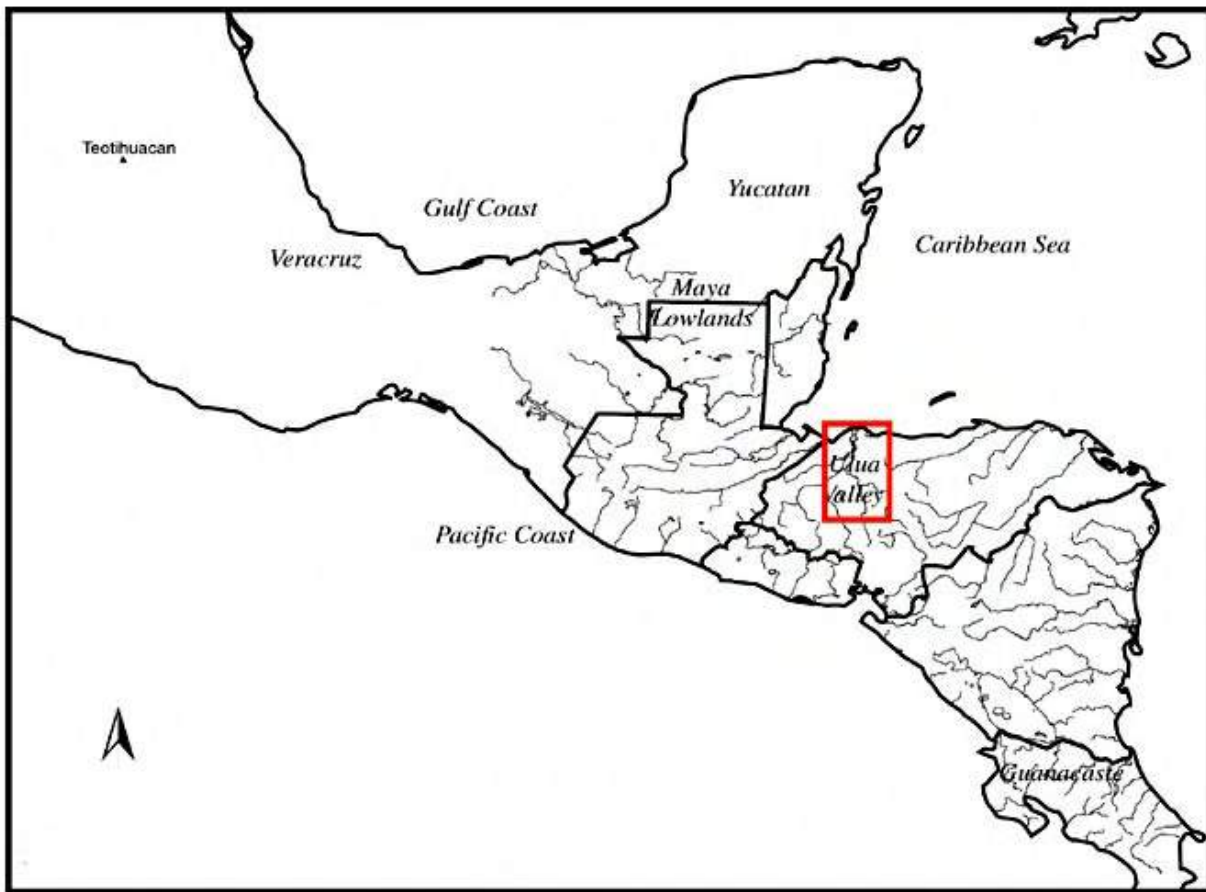 Teotihuacan
Yucatan
Gulf Coast
Veracruz
Caribbean Sea
Maya
Lowlands
Ulua
Valley
Pacific Coast
Guanacaste